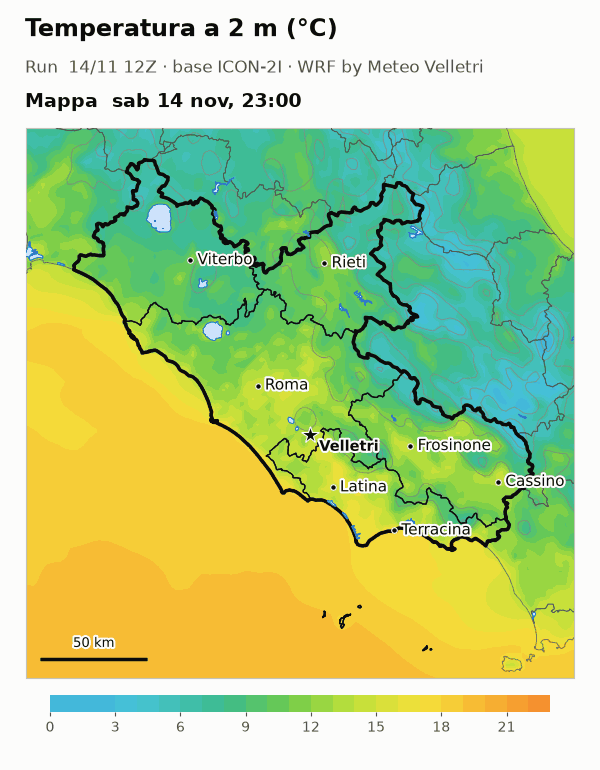 Temperatura a 2 m (°C)
Run  14/11 12Z · base ICON-2I · WRF by Meteo Velletri
Mappa  sab 14 nov, 23:00
Viterbo
Rieti
Roma
Velletri
Frosinone
Cassino
Latina
Terracina
50 km
0 3 6 9 12 15 18 21